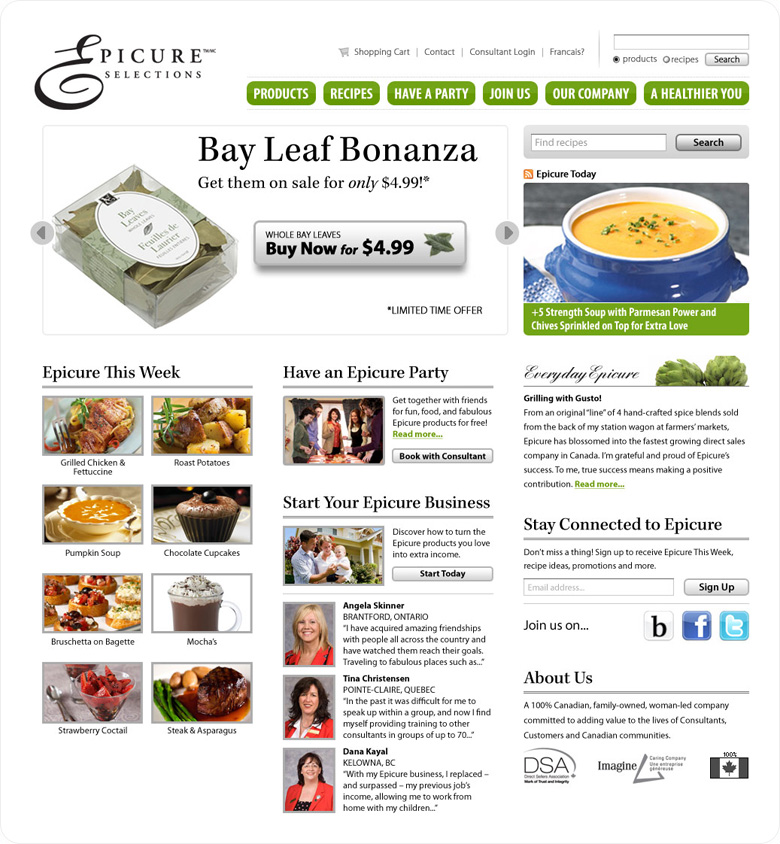 EPICURE TM/MC
SELECTIONS
Shopping Cart | Contact | Consultant Login | Francais?
products recipes Search
PRODUCTS RECIPES HAVE A PARTY JOIN US OUR COMPANY A HEALTHIER YOU
Bay Leaf Bonanza
Get them on sale for only $4.99!*
Bay
Leaves
WHOLE LEAVES
Feuilles de
Laurier
WHOLE BAY LEAVES
Buy Now for $4.99
*LIMITED TIME OFFER
Find recipes Search
Epicure Today
+5 Strength Soup with Parmesan Power and
Chives Sprinkled on Top for Extra Love
Epicure This Week
Grilled Chicken &
Fettuccine
Roast Potatoes
Pumpkin Soup
Chocolate Cupcakes
Bruschetta on Bagette
Mocha's
Strawberry Coctail
Steak & Asparagus
Have an Epicure Party
Get together with friends
for fun, food, and fabulous
Epicure products for free!
Read more...
Book with Consultant
Start Your Epicure Business
Discover how to turn the
Epicure products you love
into extra income.
Start Today
Angela Skinner
BRANTFORD, ONTARIO
"I have acquired amazing friendships
with people all across the country and
have watched them reach their goals.
Traveling to fabulous places such as..."
Tina Christensen
POINTE-CLAIRE, QUEBEC
"In the past it was difficult for me to
speak up within a group, and now I find
myself providing training to other
consultants in groups of up to 70..."
Dana Kayal
KELOWNA, BC
"With my Epicure business, I replaced –
and surpassed – my previous job's
income, allowing me to work from
home with my children..."
Everyday Epicure
Grilling with Gusto!
From an original "line" of 4 hand-crafted spice blends sold
from the back of my station wagon at farmers' markets,
Epicure has blossomed into the fastest growing direct sales
company in Canada. I'm grateful and proud of Epicure's
success. To me, true success means making a positive
contribution. Read more...
Stay Connected to Epicure
Don't miss a thing! Sign up to receive Epicure This Week,
recipe ideas, promotions and more.
Email address... Sign Up
Join us on... b f t
About Us
A 100% Canadian, family-owned, woman-led company
committed to adding value to the lives of Consultants,
Customers and Canadian communities.
DSA
Direct Sellers Association
Mark of Trust and Integrity
Imagine
Caring Company
Une entreprise
généreuse
100%